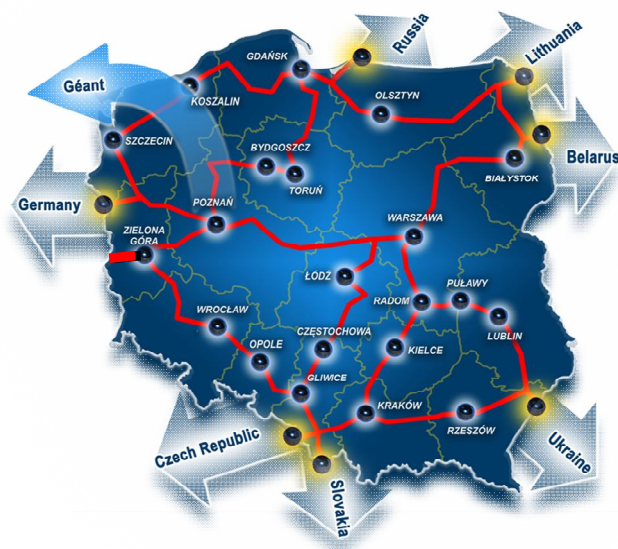 Russia
GDAŃSK
Lithuania
Géant
KOSZALIN
OLSZTYN
SZCZECIN
BYDGOSZCZ
Belarus
BIAŁYSTOK
TORUŃ
Germany
POZNAŃ
WARSZAWA
ZIELONA
GÓRA
ŁÓDŹ
PUŁAWY
RADOM
WROCŁAW
CZĘSTOCHOWA
LUBLIN
OPOLE
KIELCE
GLIWICE
KRAKÓW
RZESZÓW
Czech Republic
Ukraine
Slovakia